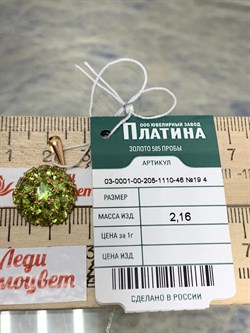 ООО ЮВЕЛИРНЫЙ ЗАВОД
ПЛАТИНА
ЗОЛОТО 585 ПРОБЫ
АРТИКУЛ
03-0001-00-205-1110-46 №19 4
РАЗМЕР
МАССА ИЗД. 2,16
ЦЕНА за 1г
ЦЕНА ИЗД.
СДЕЛАНО В РОССИИ
Леди
моцвет